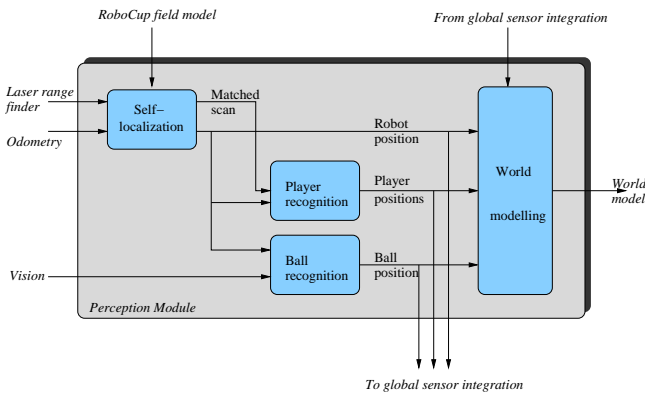 RoboCup field model
From global sensor integration
Laser range
finder
Odometry
Self–
localization
Matched
scan
Robot
position
Player
recognition
Player
positions
World
modelling
World
model
Ball
recognition
Ball
position
Vision
Perception Module
To global sensor integration